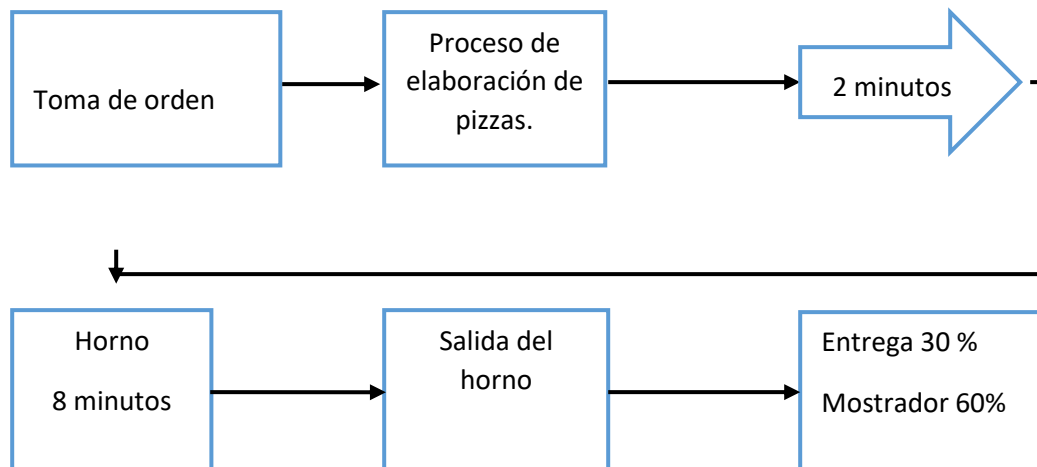 Toma de orden
Proceso de
elaboración de
pizzas.
2 minutos
Horno
8 minutos
Salida del
horno
Entrega 30 %
Mostrador 60%